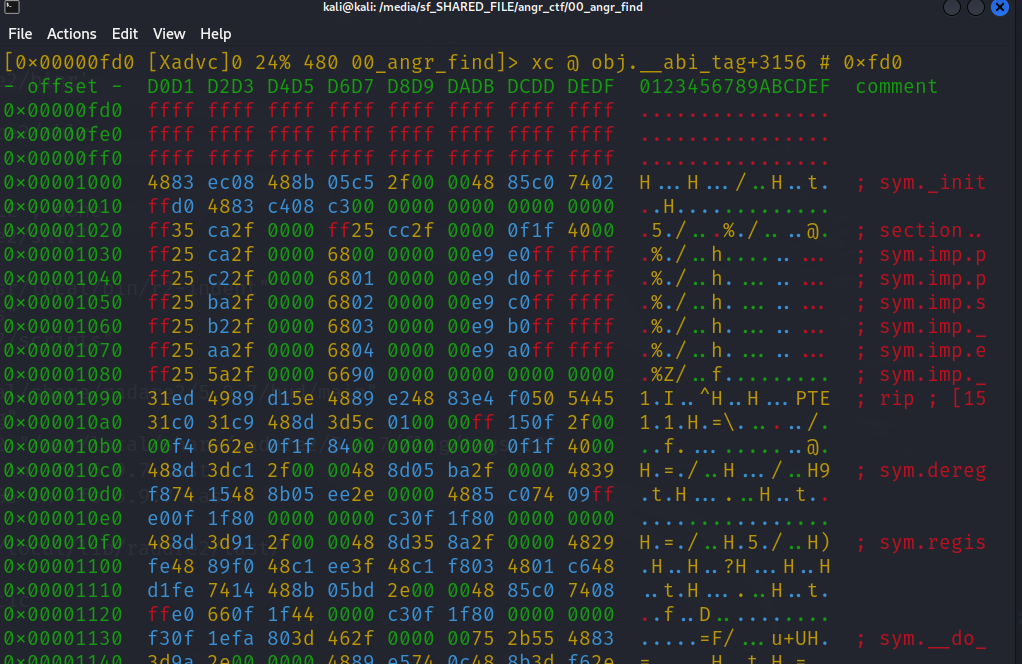 kali@kali: /media/sf_SHARED_FILE/angr_ctf/00_angr_find
File Actions Edit View Help
[0×00000fd0 [Xadvc]0 24% 480 00_angr_find]> xc @ obj.__abi_tag+3156 # 0×fd0
- offset - D0D1 D2D3 D4D5 D6D7 D8D9 DADB DCDD DEDF 0123456789ABCDEF comment
0×00000fd0 ffff ffff ffff ffff ffff ffff ffff ffff ................
0×00000fe0 ffff ffff ffff ffff ffff ffff ffff ffff ................
0×00000ff0 ffff ffff ffff ffff ffff ffff ffff ffff ................
0×00001000 4883 ec08 488b 05c5 2f00 0048 85c0 7402 H...H.../..H..t. ; sym._init
0×00001010 ffd0 4883 c408 c300 0000 0000 0000 0000 ..H.............
0×00001020 ff35 ca2f 0000 ff25 cc2f 0000 0f1f 4000 .5./...%./....@. ; section..
0×00001030 ff25 ca2f 0000 6800 0000 00e9 e0ff ffff .%./..h......... ; sym.imp.p
0×00001040 ff25 c22f 0000 6801 0000 00e9 d0ff ffff .%./..h......... ; sym.imp.p
0×00001050 ff25 ba2f 0000 6802 0000 00e9 c0ff ffff .%./..h......... ; sym.imp.s
0×00001060 ff25 b22f 0000 6803 0000 00e9 b0ff ffff .%./..h......... ; sym.imp._
0×00001070 ff25 aa2f 0000 6804 0000 00e9 a0ff ffff .%./..h......... ; sym.imp.e
0×00001080 ff25 5a2f 0000 6690 0000 0000 0000 0000 .%Z/..f......... ; sym.imp._
0×00001090 31ed 4989 d15e 4889 e248 83e4 f050 5445 1.I..^H..H...PTE ; rip ; [15
0×000010a0 31c0 31c9 488d 3d5c 0100 00ff 150f 2f00 1.1.H.=\....../.
0×000010b0 00f4 662e 0f1f 8400 0000 0000 0f1f 4000 ..f...........@.
0×000010c0 488d 3dc1 2f00 0048 8d05 ba2f 0000 4839 H.=./..H.../..H9 ; sym.dereg
0×000010d0 f874 1548 8b05 ee2e 0000 4885 c074 09ff .t.H......H..t..
0×000010e0 e00f 1f80 0000 0000 c30f 1f80 0000 0000 ................
0×000010f0 488d 3d91 2f00 0048 8d35 8a2f 0000 4829 H.=./..H.5./..H) ; sym.regis
0×00001100 fe48 89f0 48c1 ee3f 48c1 f803 4801 c648 .H..H..?H...H..H
0×00001110 d1fe 7414 488b 05bd 2e00 0048 85c0 7408 ..t.H......H..t.
0×00001120 ffe0 660f 1f44 0000 c30f 1f80 0000 0000 ..f..D..........
0×00001130 f30f 1efa 803d 462f 0000 0075 2b55 4883 .....=F/...u+UH. ; sym.__do_
0×00001140 3d9a 2e00 0000 4889 e574 0c48 8b3d f62e =.....H..t.H.=..